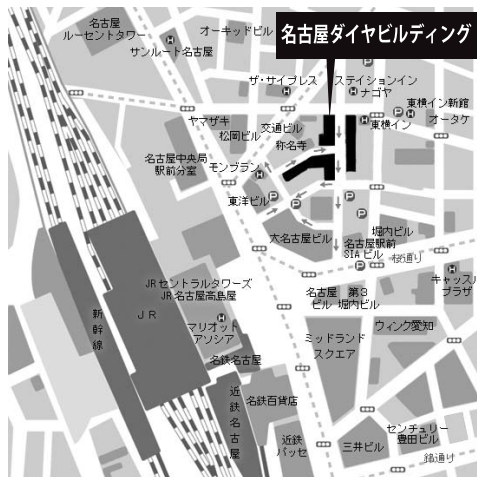 名古屋
ルーセントタワー
オーキッドビル
サンルート名古屋
名古屋ダイヤビルディング
P
ザ・サイプレス
ステイションイン
ナゴヤ
東横イン新館
オータケ
ヤマザキ
松岡ビル
交通ビル
称名寺
東横イン
名古屋中央局
駅前分室
モンブラン
東洋ビル
大名古屋ビル
堀内ビル
名古屋駅前
SIAビル
桜通り
キャッスル
プラザ
JRセントラルタワーズ
JR名古屋高島屋
新幹線
JR
マリオット
アソシア
名古屋
ビル
第3
堀内ビル
ミッドランド
スクエア
ウィンク愛知
名鉄名古屋
近鉄名古屋
名鉄百貨店
近鉄
パッセ
三井ビル
センチュリー
豊田ビル
錦通り